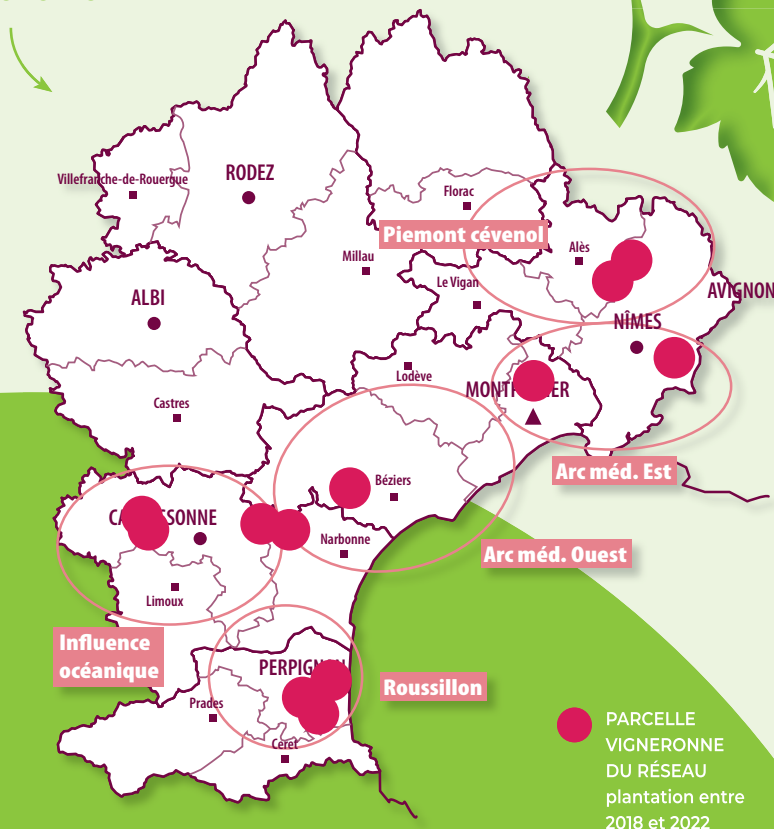 Villefranche-de-Rouergue
RODEZ
Florac
Piemont cévenol
Alès
Millau
Le Vigan
AVIGNON
ALBI
NÎMES
Lodève
Castres
Béziers
Arc méd. Est
Narbonne
Arc méd. Ouest
Limoux
Influence
océanique
Roussillon
Prades
Céret
PARCELLE
VIGNERONNE
DU RÉSEAU
plantation entre
2018 et 2022